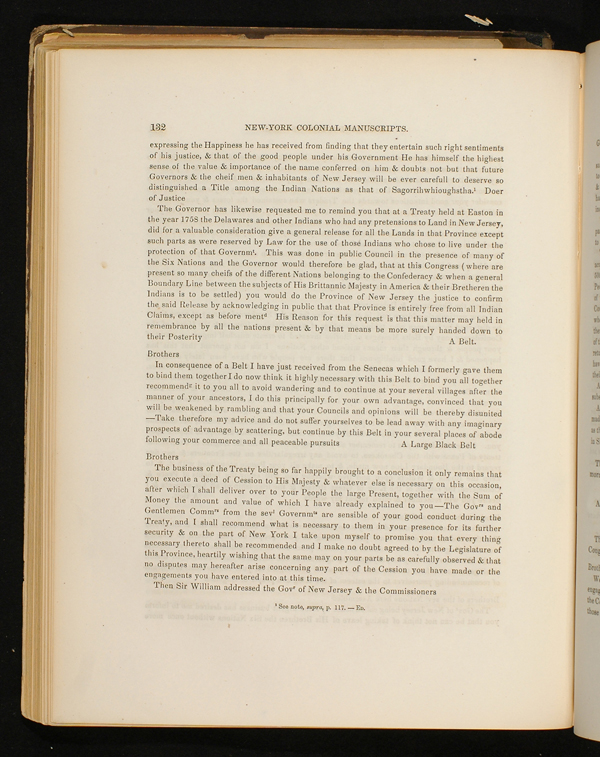 132 NEW-YORK COLONIAL MANUSCRIPTS.
expressing the Happiness he has received from finding that they entertain such right sentiments
of his justice, & that of the good people under his Government He has himself the highest
sense of the value & importance of the name conferred on him & doubts not but that future
Governors & the cheif men & inhabitants of New Jersey will be ever carefull to deserve so
distinguished a Title among the Indian Nations as that of Sagorrihwhioughstha.¹ Doer
of Justice
The Governor has likewise requested me to remind you that at a Treaty held at Easton in
the year 1758 the Delawares and other Indians who had any pretensions to Land in New Jersey,
did for a valuable consideration give a general release for all the Lands in that Province except
such parts as were reserved by Law for the use of those Indians who chose to live under the
protection of that Governmᵗ. This was done in public Council in the presence of many of
the Six Nations and the Governor would therefore be glad, that at this Congress (where are
present so many cheifs of the different Nations belonging to the Confederacy & when a general
Boundary Line between the subjects of His Brittannic Majesty in America & their Bretheren the
Indians is to be settled) you would do the Province of New Jersey the justice to confirm
the said Release by acknowledging in public that that Province is entirely free from all Indian
Claims, except as before mentᵈ His Reason for this request is that this matter may be held in
remembrance by all the nations present & by that means be more surely handed down to
their Posterity A Belt.
Brothers
In consequence of a Belt I have just received from the Senecas which I formerly gave them
to bind them together I do now think it highly necessary with this Belt to bind you all together
recommendᵍ it to you all to avoid wandering and to continue at your several villages after the
manner of your ancestors, I do this principally for your own advantage, convinced that you
will be weakened by rambling and that your Councils and opinions will be thereby disunited
—Take therefore my advice and do not suffer yourselves to be lead away with any imaginary
prospects of advantage by scattering, but continue by this Belt in your several places of abode
following your commerce and all peaceable pursuits A Large Black Belt
Brothers
The business of the Treaty being so far happily brought to a conclusion it only remains that
you execute a deed of Cession to His Majesty & whatever else is necessary on this occasion,
after which I shall deliver over to your People the large Present, together with the Sum of
Money the amount and value of which I have already explained to you—The Govʳˢ and
Gentlemen Commʳˢ from the sevˡ Governmᵗˢ are sensible of your good conduct during the
Treaty, and I shall recommend what is necessary to them in your presence for its further
security & on the part of New York I take upon myself to promise you that every thing
necessary thereto shall be recommended and I make no doubt agreed to by the Legislature of
this Province, heartily wishing that the same may on your parts be as carefully observed & that
no disputes may hereafter arise concerning any part of the Cession you have made or the
engagements you have entered into at this time.
Then Sir William addressed the Govʳ of New Jersey & the Commissioners
¹ See note, supra, p. 117. — ED.